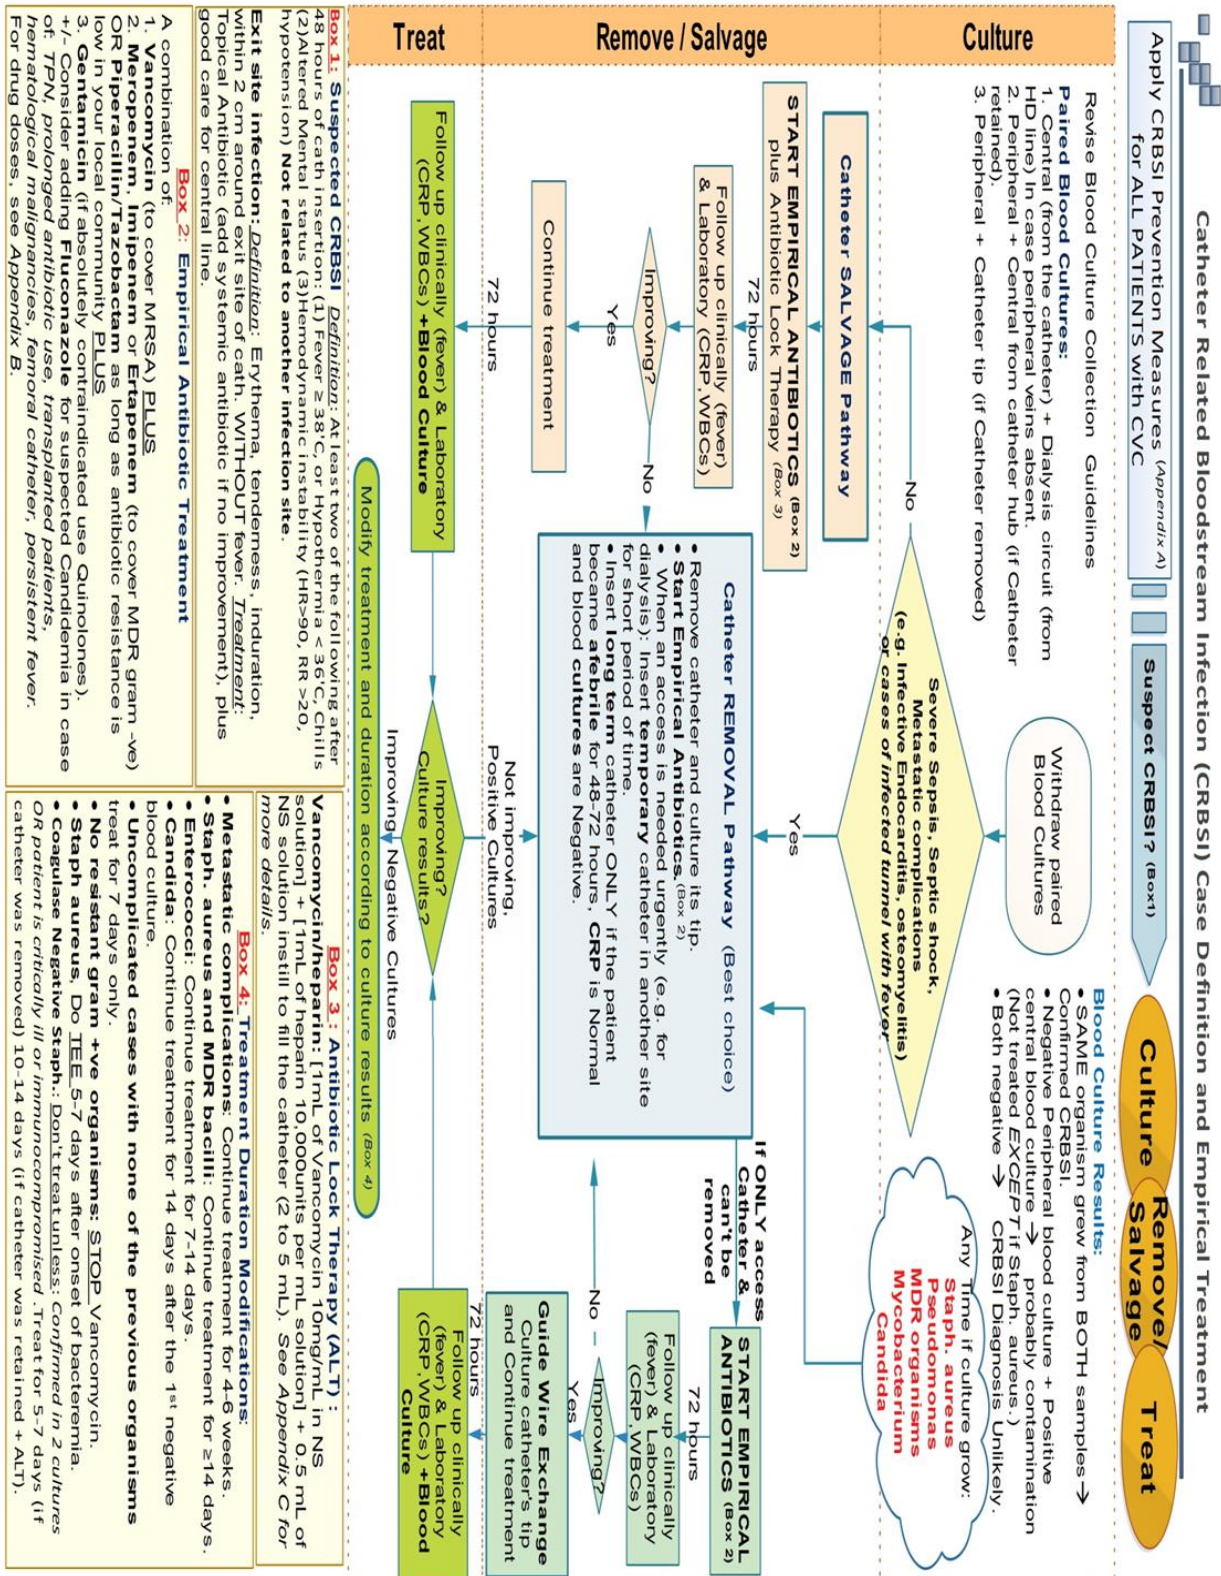 Catheter Related Bloodstream Infection (CRBSI) Case Definition and Empirical Treatment
Apply CRBSI Prevention Measures (Appendix A)
for ALL PATIENTS with CVC
Suspect CRBSI? (Box1)
Culture
Remove/
Salvage
Treat
Culture
Revise Blood Culture Collection Guidelines
Paired Blood Cultures:
1. Central (from the catheter) + Dialysis circuit (from
HD line) In case peripheral veins absent.
2. Peripheral + Central from catheter hub (if Catheter
retained).
3. Peripheral + Catheter tip (if Catheter removed)
Withdraw paired
Blood Cultures
Blood Culture Results:
• SAME organism grew from BOTH samples →
Confirmed CRBSI.
• Negative Peripheral blood culture + Positive
central blood culture → probably contamination
(Not treated EXCEPT if Staph. aureus.)
• Both negative → CRBSI Diagnosis Unlikely.
Severe Sepsis, Septic shock,
Metastatic complications
(e.g. Infective Endocarditis, osteomyelitis)
or cases of infected tunnel with fever
No
Yes
Any Time if culture grow:
Staph. aureus
Pseudomonas
MDR organisms
Mycobacterium
Candida
Remove / Salvage
Catheter SALVAGE Pathway
START EMPIRICAL ANTIBIOTICS (Box 2)
plus Antibiotic Lock Therapy (Box 3)
72 hours
Follow up clinically (fever)
& Laboratory (CRP,WBCs)
Improving?
No
Yes
Continue treatment
72 hours
Catheter REMOVAL Pathway (Best choice)
• Remove catheter and culture its tip.
• Start Empirical Antibiotics. (Box 2)
• When an access is needed urgently (e.g. for
dialysis): Insert temporary catheter in another site
for short period of time.
• Insert long term catheter ONLY if the patient
became afebrile for 48-72 hours, CRP is Normal
and blood cultures are Negative.
If ONLY access
Catheter &
can't be
removed
START EMPIRICAL
ANTIBIOTICS (Box 2)
72 hours
Follow up clinically
(fever) & Laboratory
(CRP,WBCs)
Improving?
No
Yes
Guide Wire Exchange
Culture catheter's tip
and Continue treatment
72 hours
Not improving,
Positive Cultures
Treat
Follow up clinically (fever) & Laboratory
(CRP,WBCs) +Blood Culture
Improving?
Culture results?
Follow up clinically
(fever) & Laboratory
(CRP,WBCs) +Blood
Culture
Improving, Negative Cultures
Modify treatment and duration according to culture results (Box 4)
Box 1: Suspected CRBSI Definition: At least two of the following after
48 hours of cath insertion: (1) Fever ≥ 38°C, or Hypothermia < 36°C, Chills
(2)Altered Mental status (3)Hemodynamic instability (HR>90, RR >20,
hypotension) Not related to another infection site.
Exit site infection: Definition: Erythema, tenderness, induration,
within 2 cm around exit site of cath. WITHOUT fever. Treatment:
Topical Antibiotic (add systemic antibiotic if no improvement), plus
good care for central line.
Box 2: Empirical Antibiotic Treatment
A combination of:
1. Vancomycin (to cover MRSA) PLUS
2. Meropenem, Imipenem or Ertapenem (to cover MDR gram -ve)
OR Piperacillin/Tazobactam as long as antibiotic resistance is
low in your local community PLUS
3. Gentamicin (if absolutely contraindicated use Quinolones).
+/- Consider adding Fluconazole for suspected Candidemia in case
of: TPN, prolonged antibiotic use, transplanted patients,
hematological malignancies, femoral catheter, persistent fever.
For drug doses, see Appendix B.
Box 3 : Antibiotic Lock Therapy (ALT) :
Vancomycin/heparin: [1mL of Vancomycin 10mg/mL in NS
solution] + [1mL of heparin 10,000units per mL solution] + 0.5 mL of
NS solution instill to fill the catheter (2 to 5 mL). See Appendix C for
more details.
Box 4: Treatment Duration Modifications:
• Metastatic complications: Continue treatment for 4-6 weeks.
• Staph. aureus and MDR bacilli: Continue treatment for ≥14 days.
• Enterococci: Continue treatment for 7-14 days.
• Candida: Continue treatment for 14 days after the 1st negative
blood culture.
• Uncomplicated cases with none of the previous organisms
treat for 7 days only.
• No resistant gram +ve organisms: STOP Vancomycin.
• Staph aureus, Do TEE 5-7 days after onset of bacteremia.
• Coagulase Negative Staph.: Don't treat unless: Confirmed in 2 cultures
OR patient is critically ill or immunocompromised .Treat for 5-7 days (if
catheter was removed) 10-14 days (if catheter was retained + ALT).